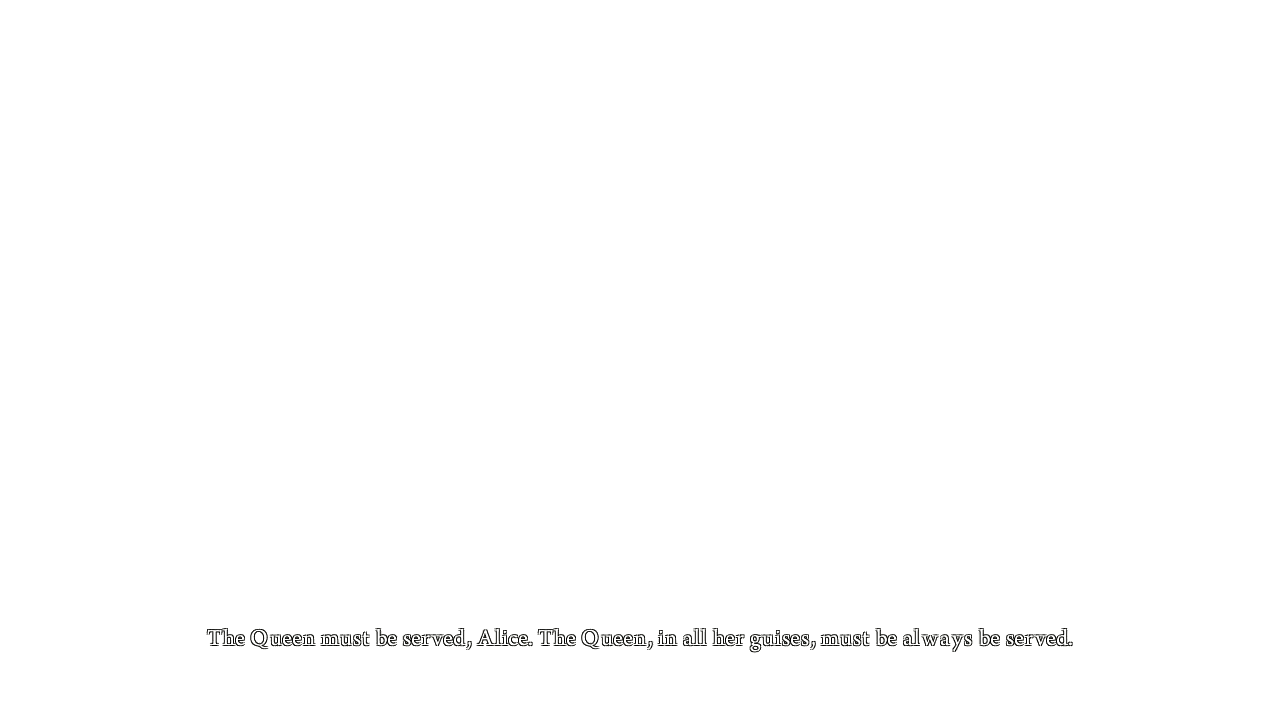 The Queen must be served, Alice. The Queen, in all her guises, must be always be served.